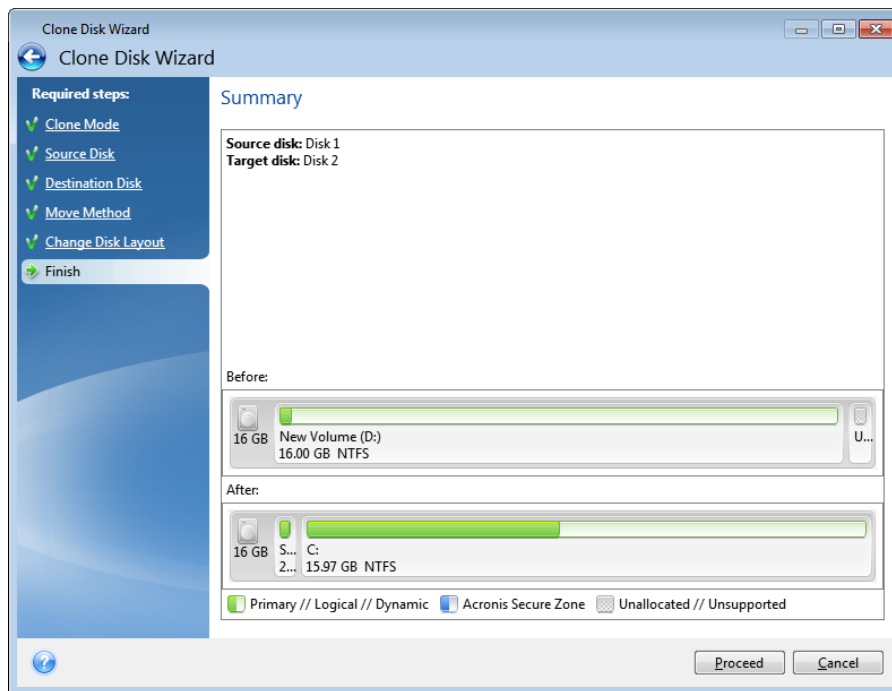 Clone Disk Wizard
Clone Disk Wizard
Required steps:
Clone Mode
Source Disk
Destination Disk
Move Method
Change Disk Layout
Finish
Summary
Source disk: Disk 1
Target disk: Disk 2
Before:
16 GB
New Volume (D:)
16.00 GB NTFS
U...
After:
16 GB
S...
2...
C:
15.97 GB NTFS
Primary // Logical // Dynamic
Acronis Secure Zone
Unallocated // Unsupported
?
Proceed
Cancel